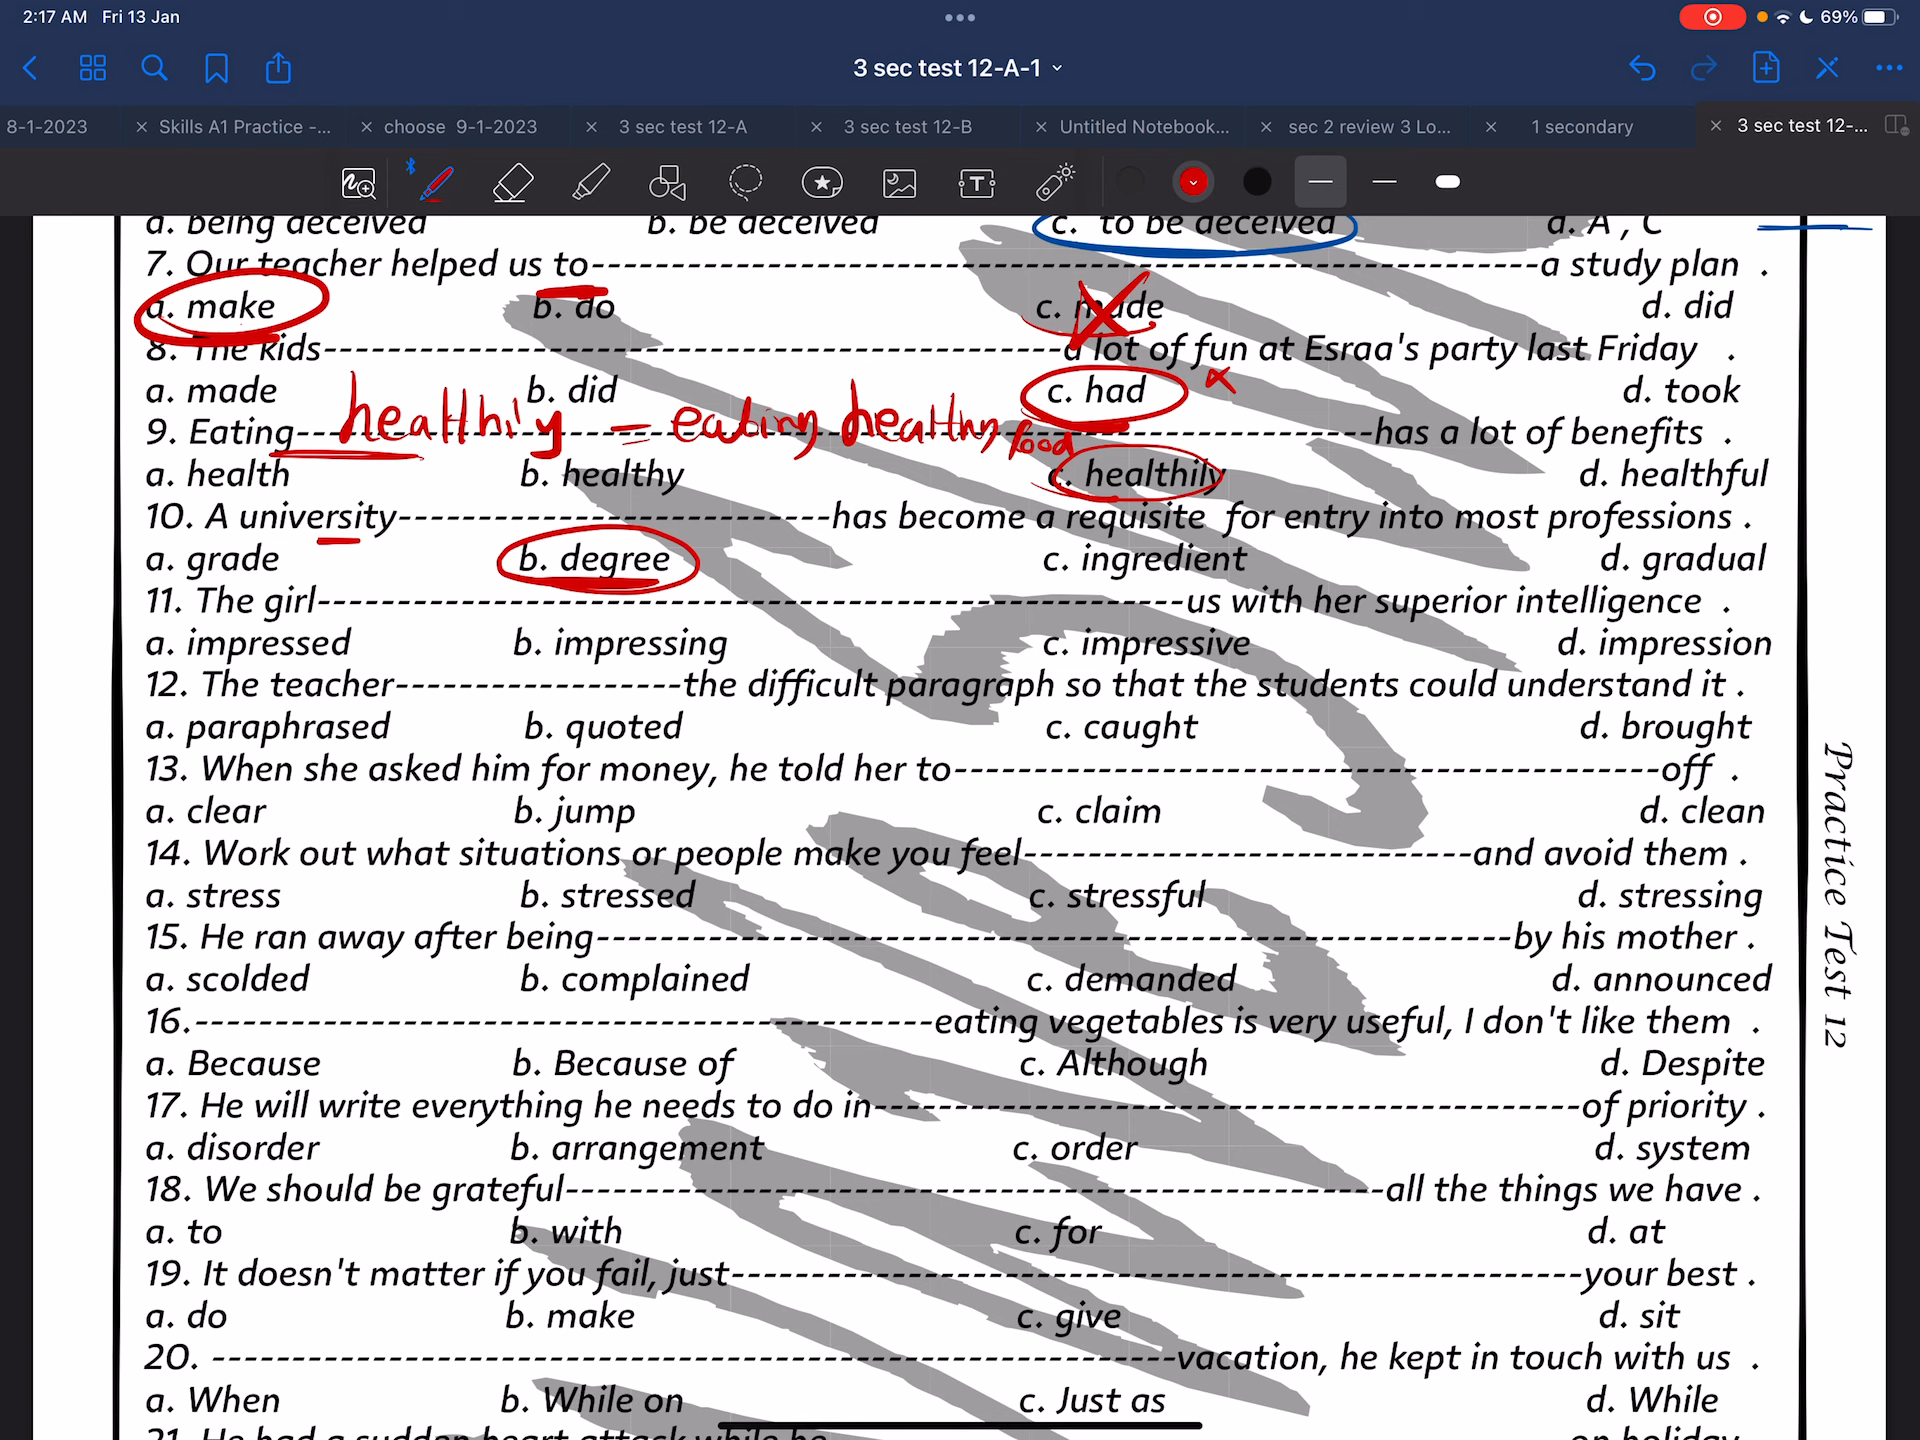 2:17 AM Fri 13 Jan 69%
3 sec test 12-A-1
8-1-2023 Skills A1 Practice -... choose 9-1-2023 3 sec test 12-A 3 sec test 12-B Untitled Notebook... sec 2 review 3 Lo... 1 secondary 3 sec test 12-...
a. being deceived b. be deceived c. to be deceived d. A , C
7. Our teacher helped us to--------------------a study plan .
a. make b. do c. made d. did
8. The kids--------------------a lot of fun at Esraa's party last Friday .
a. made b. did c. had d. took
healthily = eating healthy food
9. Eating--------------------has a lot of benefits .
a. health b. healthy c. healthily d. healthful
10. A university--------------------has become a requisite for entry into most professions .
a. grade b. degree c. ingredient d. gradual
11. The girl--------------------us with her superior intelligence .
a. impressed b. impressing c. impressive d. impression
12. The teacher--------------------the difficult paragraph so that the students could understand it .
a. paraphrased b. quoted c. caught d. brought
13. When she asked him for money, he told her to--------------------off .
a. clear b. jump c. claim d. clean
14. Work out what situations or people make you feel--------------------and avoid them .
a. stress b. stressed c. stressful d. stressing
15. He ran away after being--------------------by his mother .
a. scolded b. complained c. demanded d. announced
16.--------------------eating vegetables is very useful, I don't like them .
a. Because b. Because of c. Although d. Despite
17. He will write everything he needs to do in--------------------of priority .
a. disorder b. arrangement c. order d. system
18. We should be grateful--------------------all the things we have .
a. to b. with c. for d. at
19. It doesn't matter if you fail, just--------------------your best .
a. do b. make c. give d. sit
20. --------------------vacation, he kept in touch with us .
a. When b. While on c. Just as d. While
21. He had a sudden heart attack while he on holiday
Practice Test 12